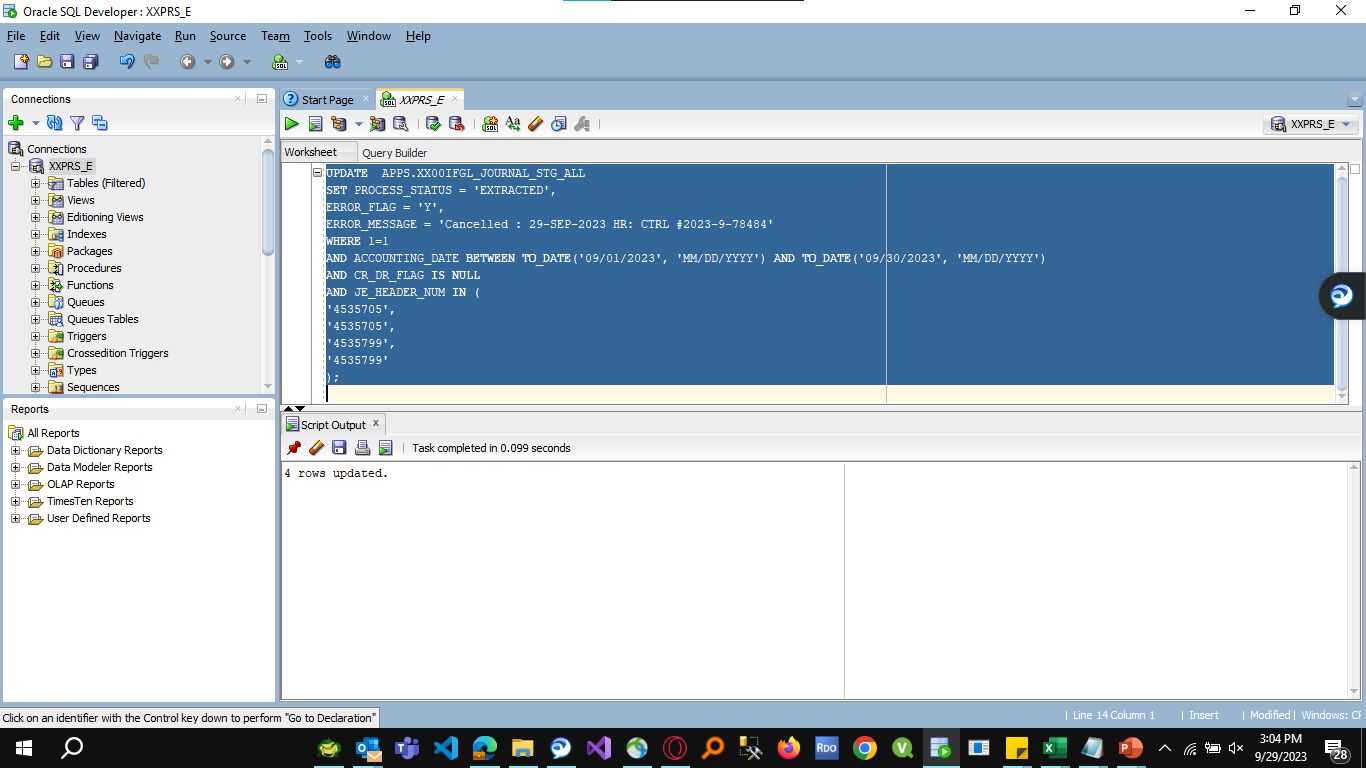 Oracle SQL Developer : XXPRS_E
File Edit View Navigate Run Source Team Tools Window Help
Connections
Connections
XXPRS_E
Tables (Filtered)
Views
Editioning Views
Indexes
Packages
Procedures
Functions
Queues
Queues Tables
Triggers
Crossedition Triggers
Types
Sequences
Reports
All Reports
Data Dictionary Reports
Data Modeler Reports
OLAP Reports
TimesTen Reports
User Defined Reports
Start Page XXPRS_E
XXPRS_E
Worksheet Query Builder
UPDATE  APPS.XX00IFGL_JOURNAL_STG_ALL
SET PROCESS_STATUS = 'EXTRACTED',
ERROR_FLAG = 'Y',
ERROR_MESSAGE = 'Cancelled : 29-SEP-2023 HR: CTRL #2023-9-78484'
WHERE 1=1
AND ACCOUNTING_DATE BETWEEN TO_DATE('09/01/2023', 'MM/DD/YYYY') AND TO_DATE('09/30/2023', 'MM/DD/YYYY')
AND CR_DR_FLAG IS NULL
AND JE_HEADER_NUM IN (
'4535705',
'4535705',
'4535799',
'4535799'
);
Script Output
Task completed in 0.099 seconds
4 rows updated.
Click on an identifier with the Control key down to perform "Go to Declaration"
Line 14 Column 1 Insert Modified Windows: CF
Rdo
3:04 PM
9/29/2023
28